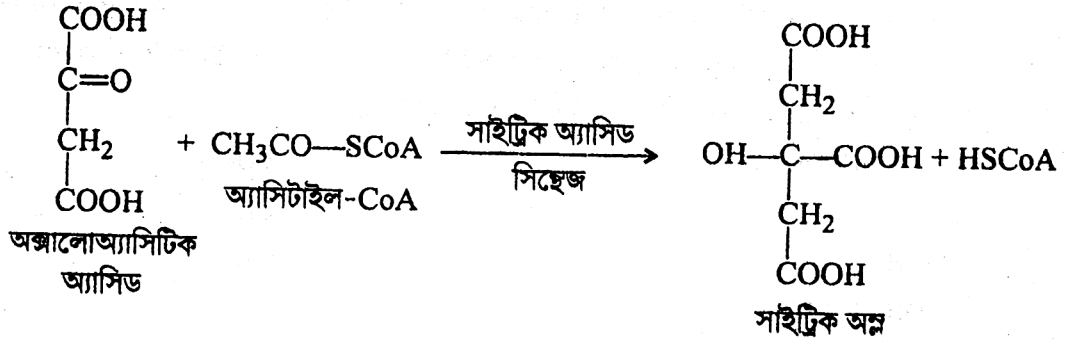 COOH
C=O
CH₂
COOH
অক্সালোঅ্যাসিটিক
অ্যাসিড
+ CH₃CO—SCoA
অ্যাসিটাইল-CoA
সাইট্রিক অ্যাসিড
সিন্থেজ
COOH
CH₂
OH—C—COOH + HSCoA
CH₂
COOH
সাইট্রিক অম্ল